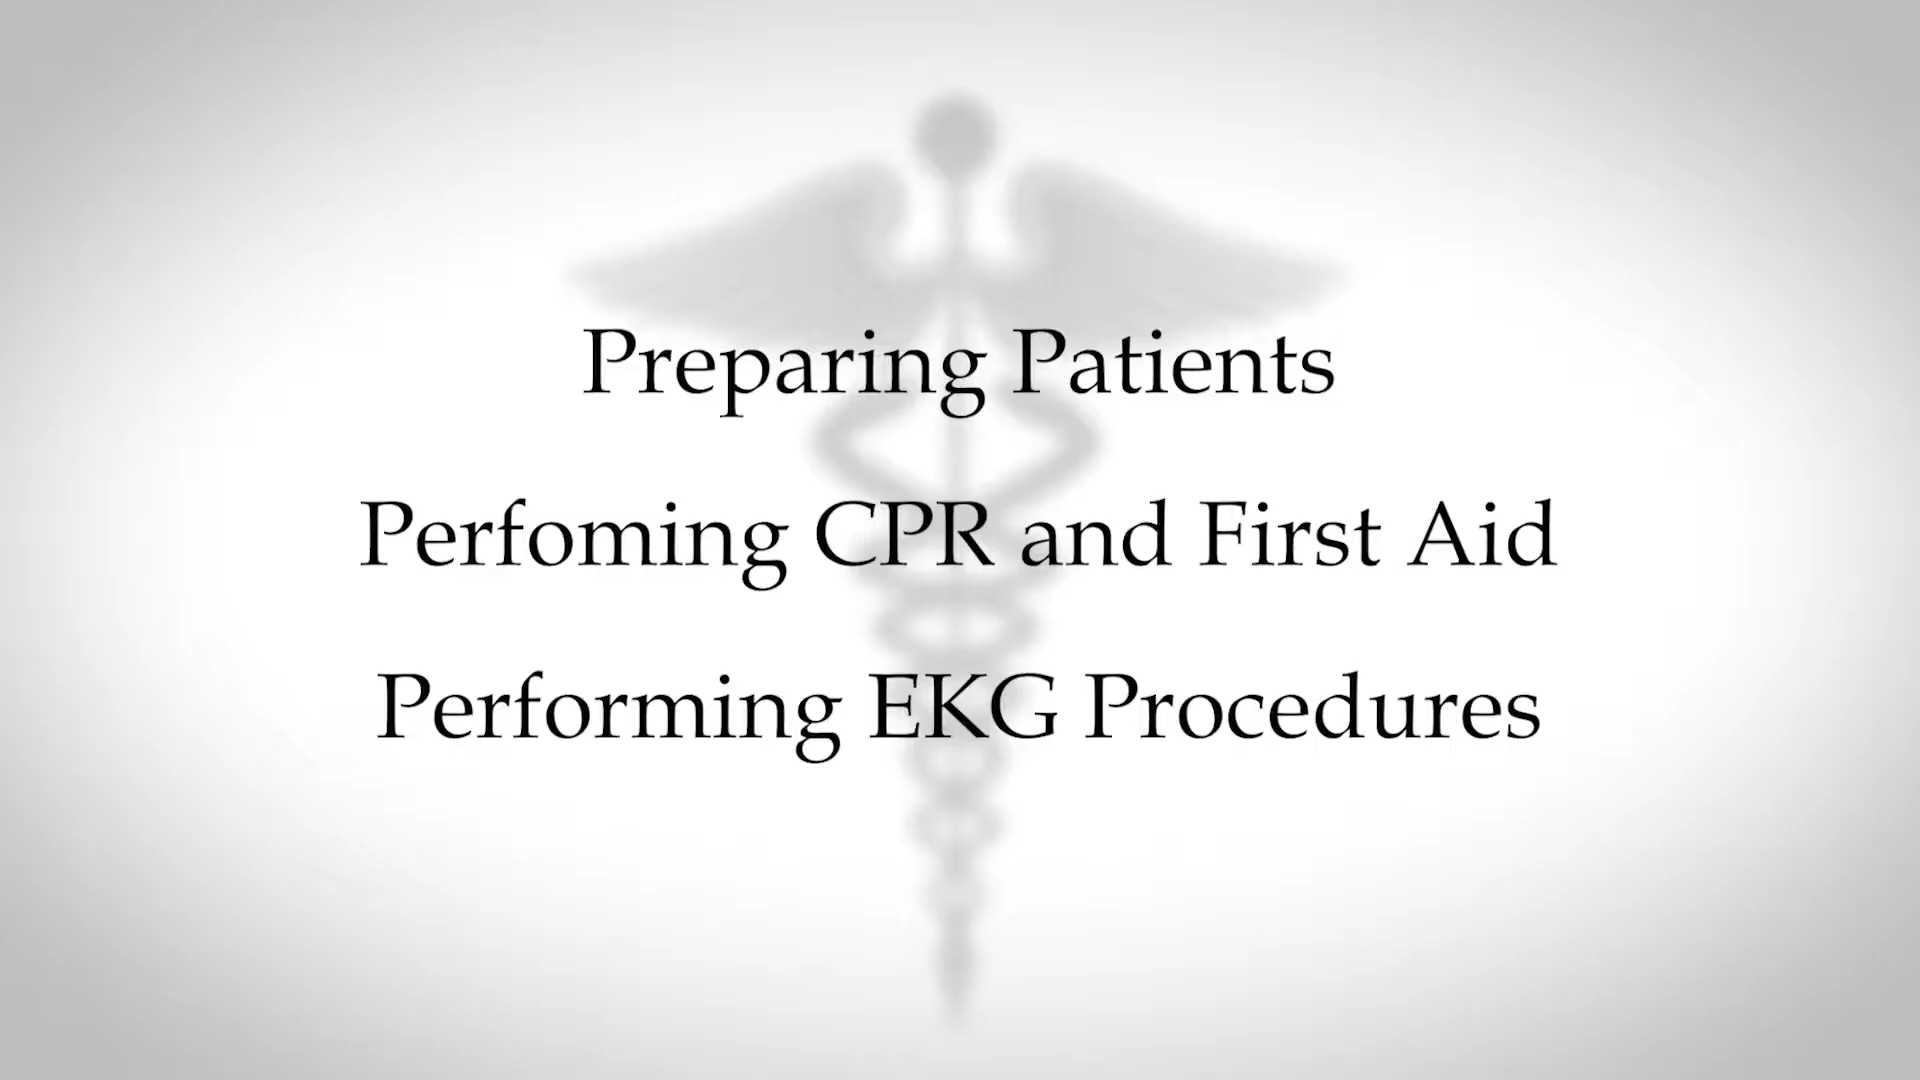 Preparing Patients
Perfoming CPR and First Aid
Performing EKG Procedures